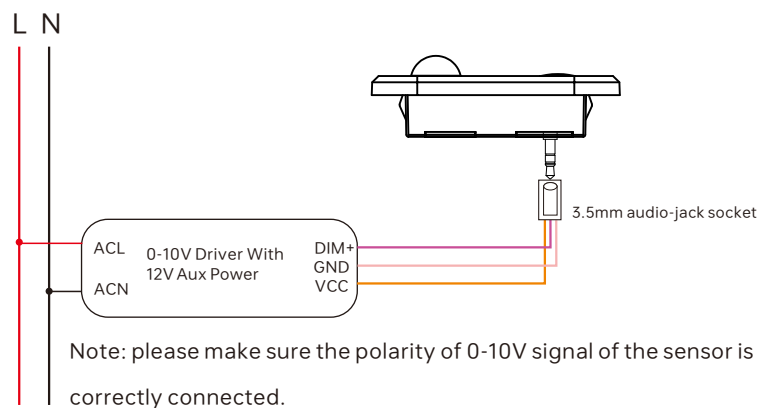 L N
3.5mm audio-jack socket
ACL
0-10V Driver With
12V Aux Power
ACN
DIM+
GND
VCC
Note: please make sure the polarity of 0-10V signal of the sensor is
correctly connected.